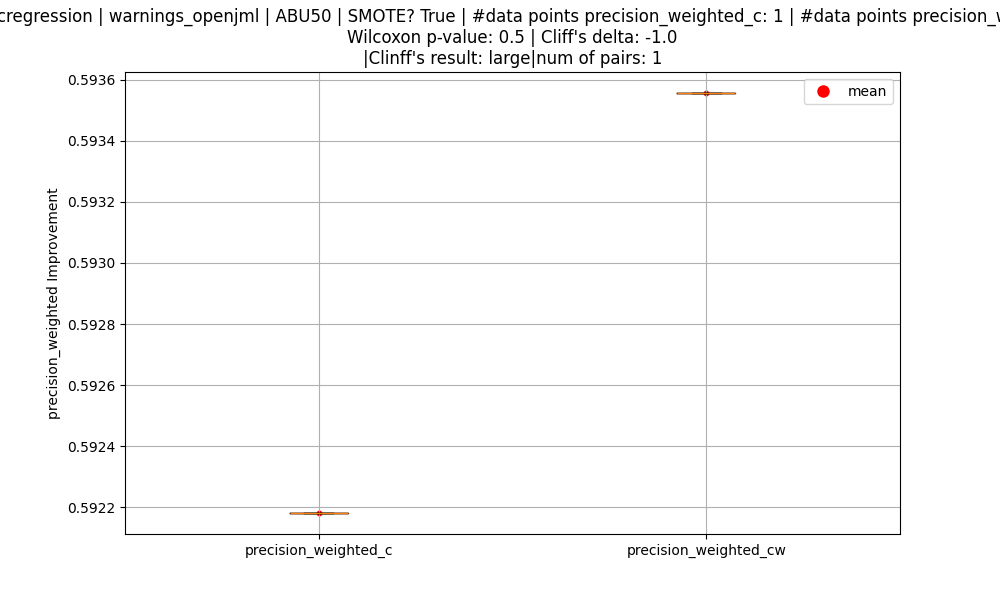 cregression | warnings_openjml | ABU50 | SMOTE? True | #data points precision_weighted_c: 1 | #data points
Wilcoxon p-value: 0.5 | Cliff's delta: -1.0
|Clinff's result: large|num of pairs: 1
mean
precision_weighted Improvement
0.5936
0.5934
0.5932
0.5930
0.5928
0.5926
0.5924
0.5922
precision_weighted_c
precision_weighted_cw